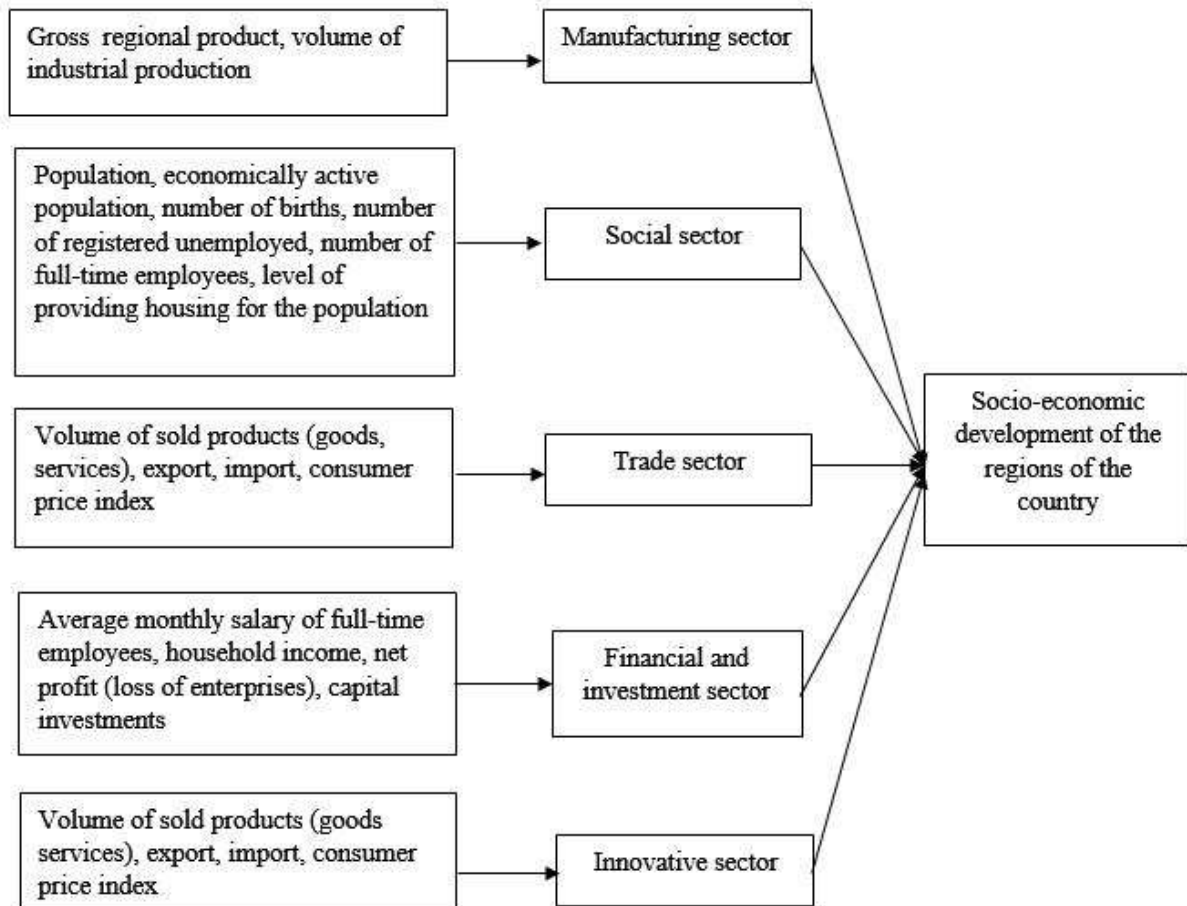 Gross regional product, volume of
industrial production
Manufacturing sector
Population, economically active
population, number of births, number
of registered unemployed, number of
full-time employees, level of
providing housing for the population
Social sector
Volume of sold products (goods,
services), export, import, consumer
price index
Trade sector
Average monthly salary of full-time
employees, household income, net
profit (loss of enterprises), capital
investments
Financial and
investment sector
Volume of sold products (goods
services), export, import, consumer
price index
Innovative sector
Socio-economic
development of the
regions of the
country